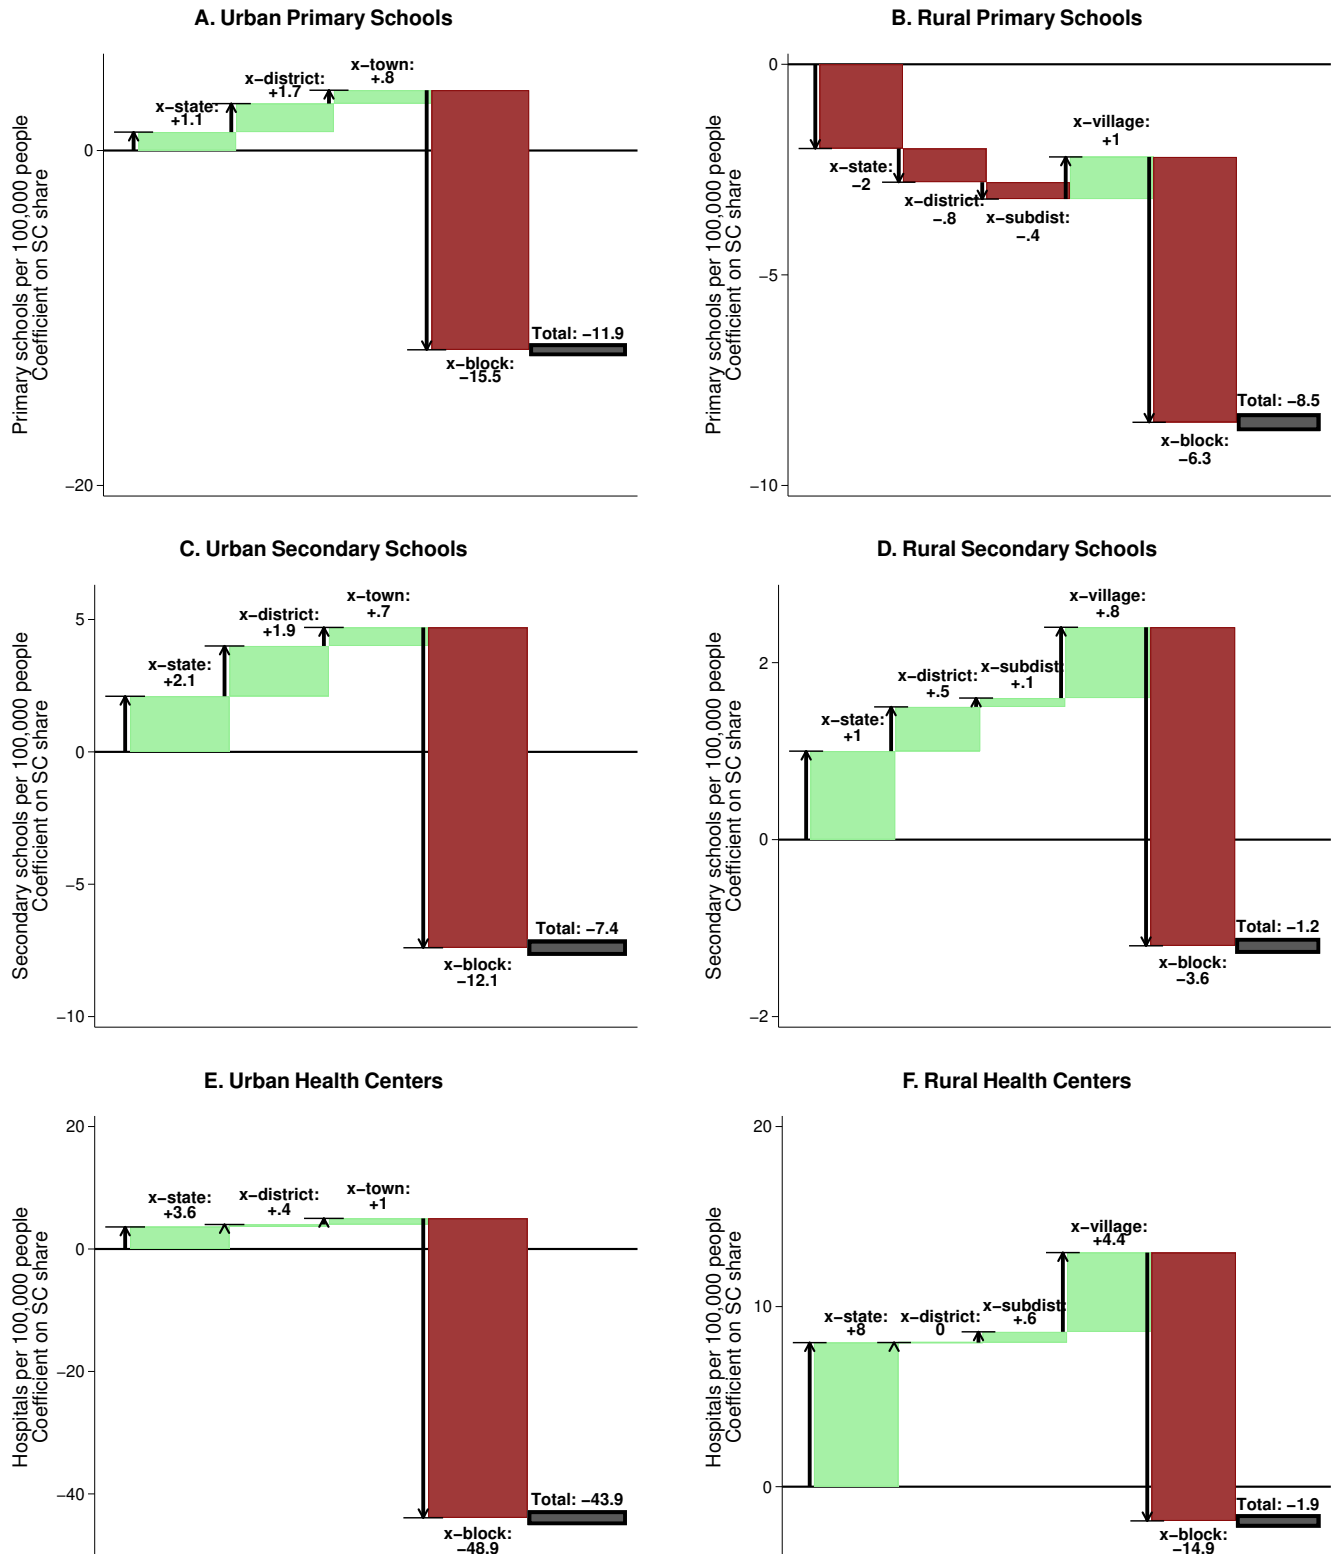 A. Urban Primary Schools
Primary schools per 100,000 people
Coefficient on SC share
0
−20
x−state:
+1.1
x−district:
+1.7
x−town:
+.8
x−block:
−15.5
Total: −11.9
B. Rural Primary Schools
Primary schools per 100,000 people
Coefficient on SC share
0
−5
−10
x−state:
−2
x−district:
−.8
x−subdist:
−.4
x−village:
+1
x−block:
−6.3
Total: −8.5
C. Urban Secondary Schools
Secondary schools per 100,000 people
Coefficient on SC share
5
0
−5
−10
x−state:
+2.1
x−district:
+1.9
x−town:
+.7
x−block:
−12.1
Total: −7.4
D. Rural Secondary Schools
Secondary schools per 100,000 people
Coefficient on SC share
2
0
−2
x−state:
+1
x−district:
+.5
x−subdist:
+.1
x−village:
+.8
x−block:
−3.6
Total: −1.2
E. Urban Health Centers
Hospitals per 100,000 people
Coefficient on SC share
20
0
−20
−40
x−state:
+3.6
x−district:
+.4
x−town:
+1
x−block:
−48.9
Total: −43.9
F. Rural Health Centers
Hospitals per 100,000 people
Coefficient on SC share
20
10
0
x−state:
+8
x−district:
0
x−subdist:
+.6
x−village:
+4.4
x−block:
−14.9
Total: −1.9